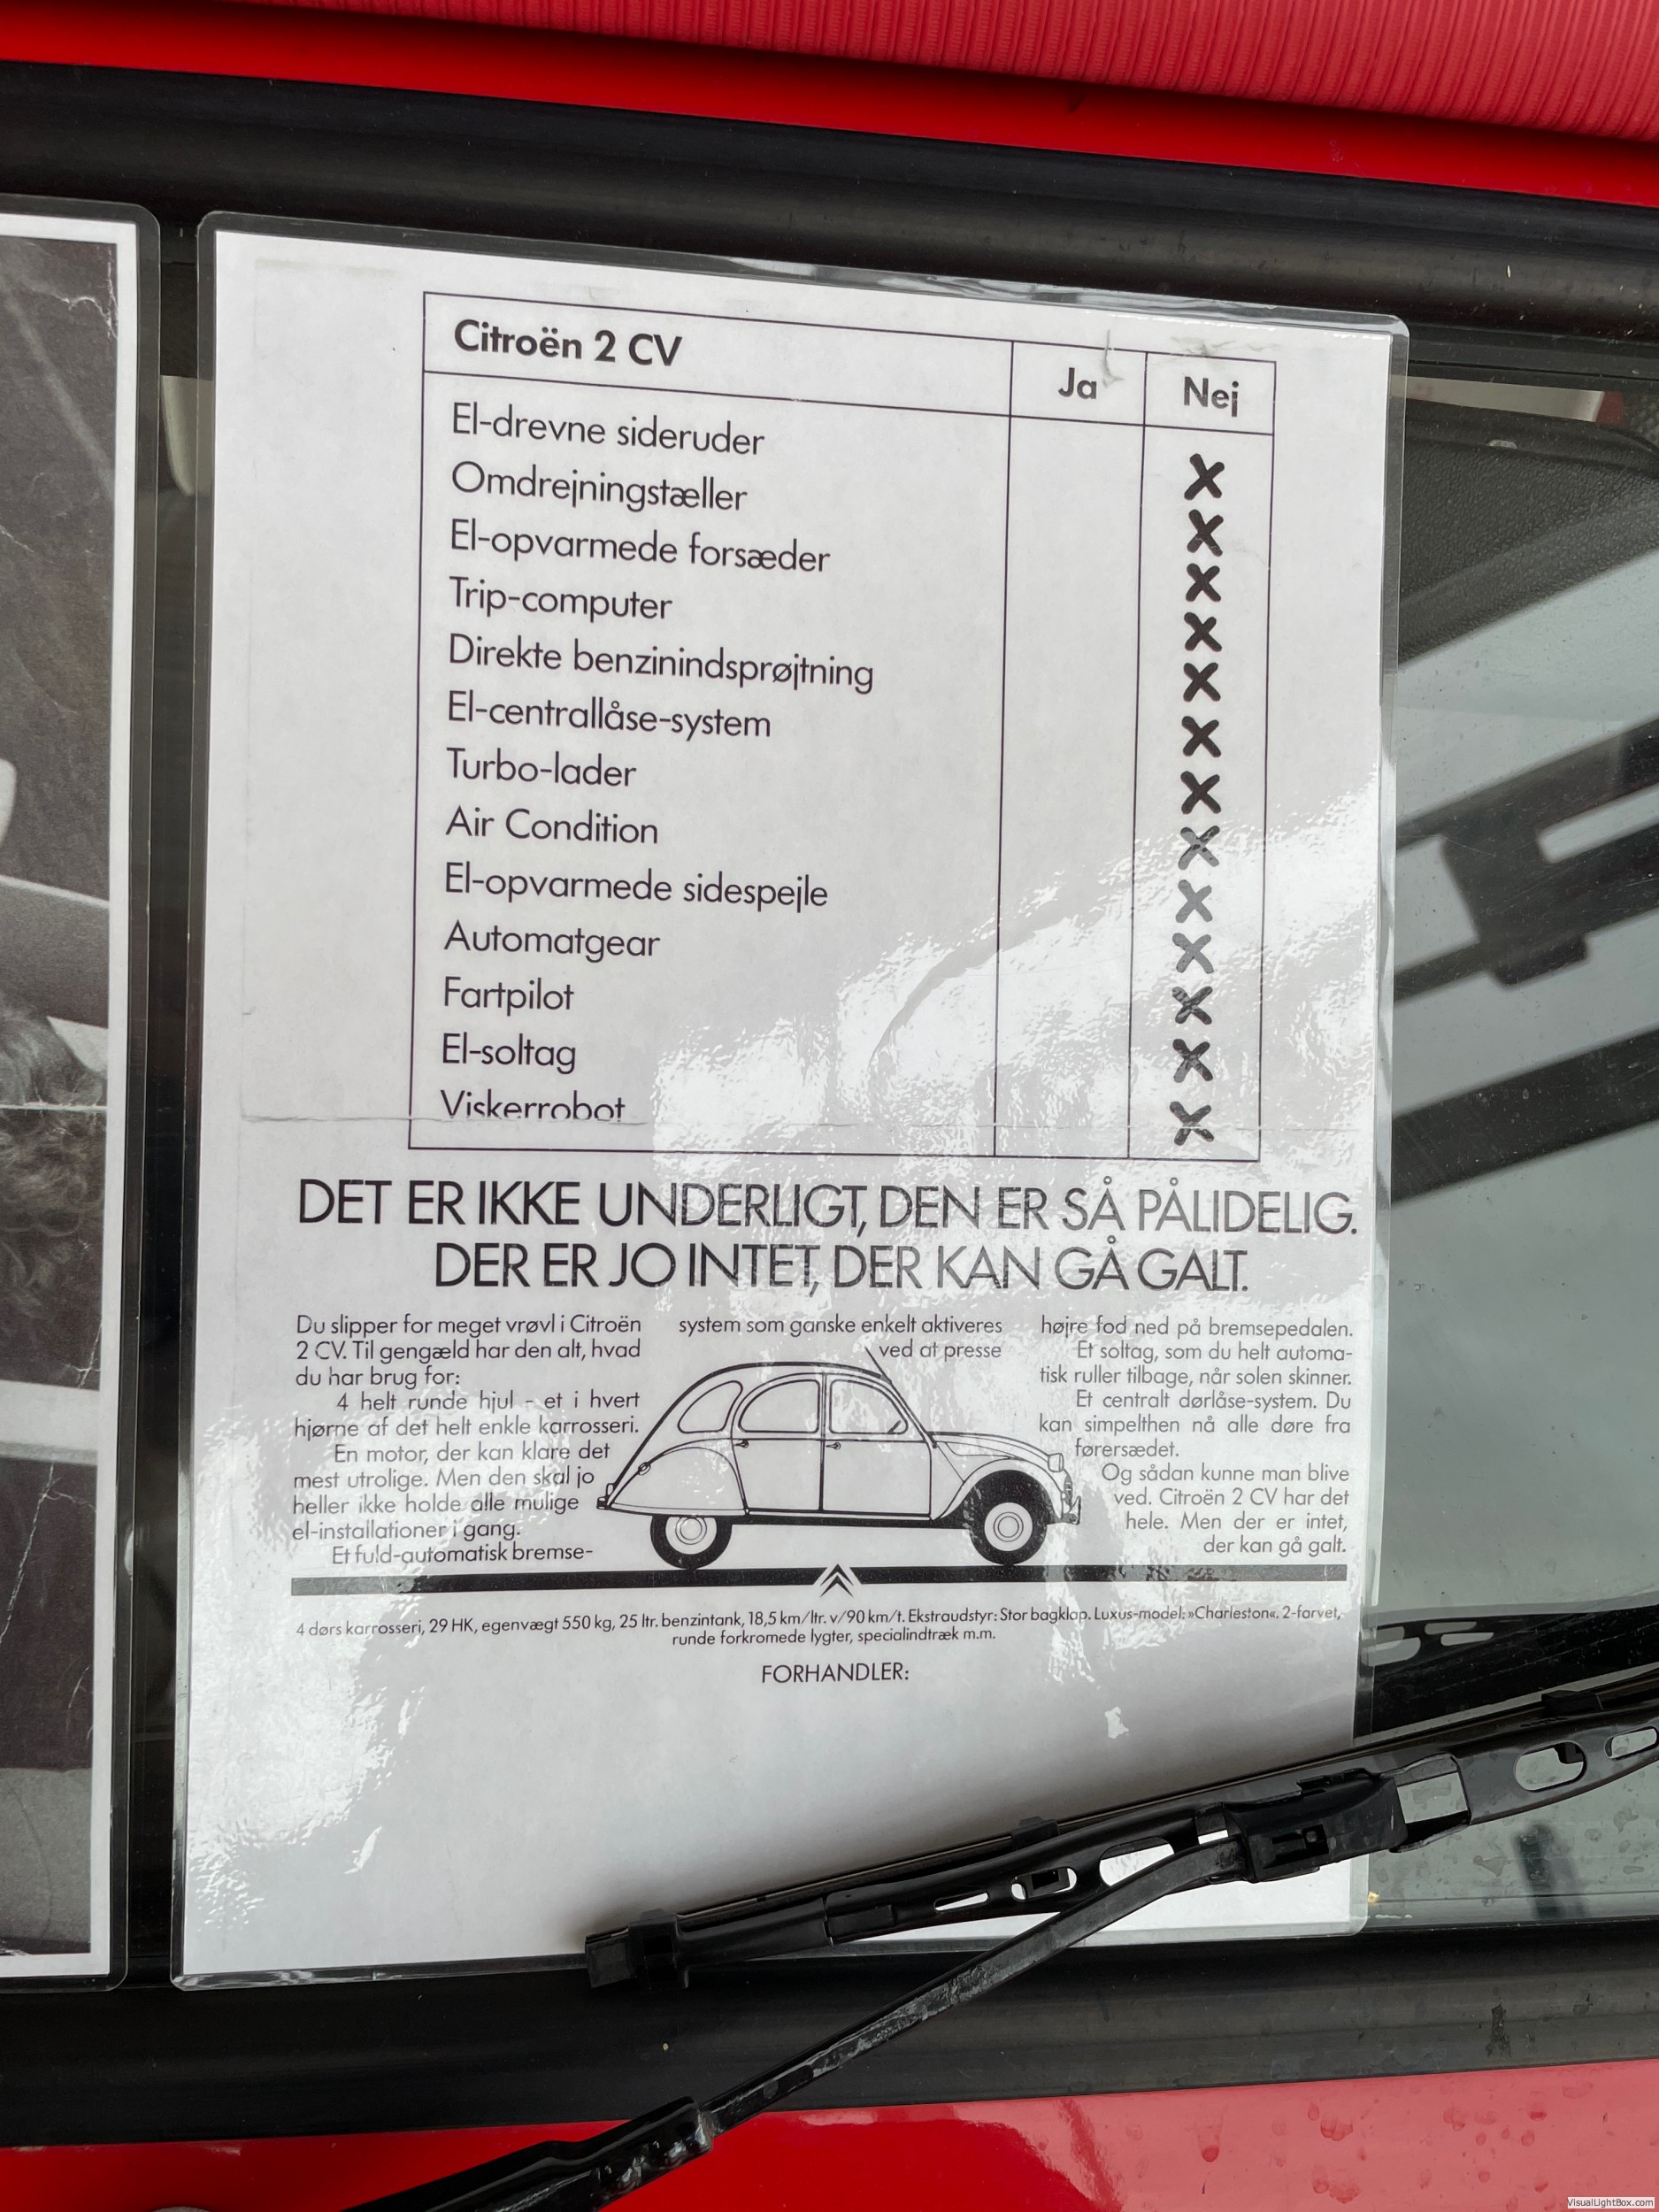 Citroën 2 CV Ja Nej
El-drevne sideruder X
Omdrejningstæller X
El-opvarmede forsæder X
Trip-computer X
Direkte benzinindsprøjtning X
El-centrallåse-system X
Turbo-lader X
Air Condition X
El-opvarmede sidespejle X
Automatgear X
Fartpilot X
El-soltag X
Viskerrobot X
DET ER IKKE UNDERLIGT, DEN ER SÅ PÅLIDELIG.
DER ER JO INTET, DER KAN GÅ GALT.
Du slipper for meget vrøvl i Citroën
2 CV. Til gengæld har den alt, hvad
du har brug for:
4 helt runde hjul - et i hvert
hjørne af det helt enkle karrosseri.
En motor, der kan klare det
mest utrolige. Men den skal jo
heller ikke holde alle mulige
el-installationer i gang.
Et fuld-automatisk bremse-
system som ganske enkelt aktiveres
ved at presse
højre fod ned på bremsepedalen.
Et soltag, som du helt automa-
tisk ruller tilbage, når solen skinner.
Et centralt dørlåse-system. Du
kan simpelthen nå alle døre fra
førersædet.
Og sådan kunne man blive
ved. Citroën 2 CV har det
hele. Men der er intet,
der kan gå galt.
4 dørs karrosseri, 29 HK, egenvægt 550 kg, 25 ltr. benzintank, 18,5 km/ltr. v/90 km/t. Ekstraudstyr: Stor bagklap. Luxus-model: »Charleston«. 2-farvet,
runde forkromede lygter, specialindtræk m.m.
FORHANDLER:
VisualLightBox.com